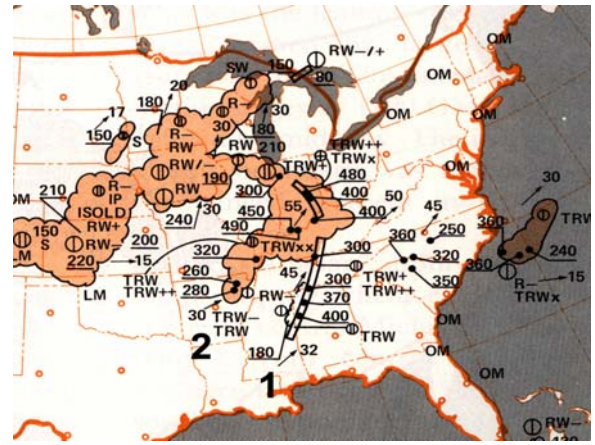 OM
RW−/+
150
SW
80
OM
OM
20
17
180
R−
30
OM
150
S
R−
RW
30
180
210
RW
TRW++
TRWx
RW/−
190
TRW+
480
R−
IP
ISOLD
RW+
RW−
210
RW
300
400
55
50
30
OM
150
S
LM
240
30
450
400
45
TRW
490
360
250
360
220
15
200
320
TRWxx
300
320
240
LM
TRW
TRW++
260
45
TRW+
TRW++
350
360
R−
15
TRWx
280
RW−
300
370
30
TRW−
TRW
400
TRW
OM
2
180
32
1
OM
OM
OM
RW−